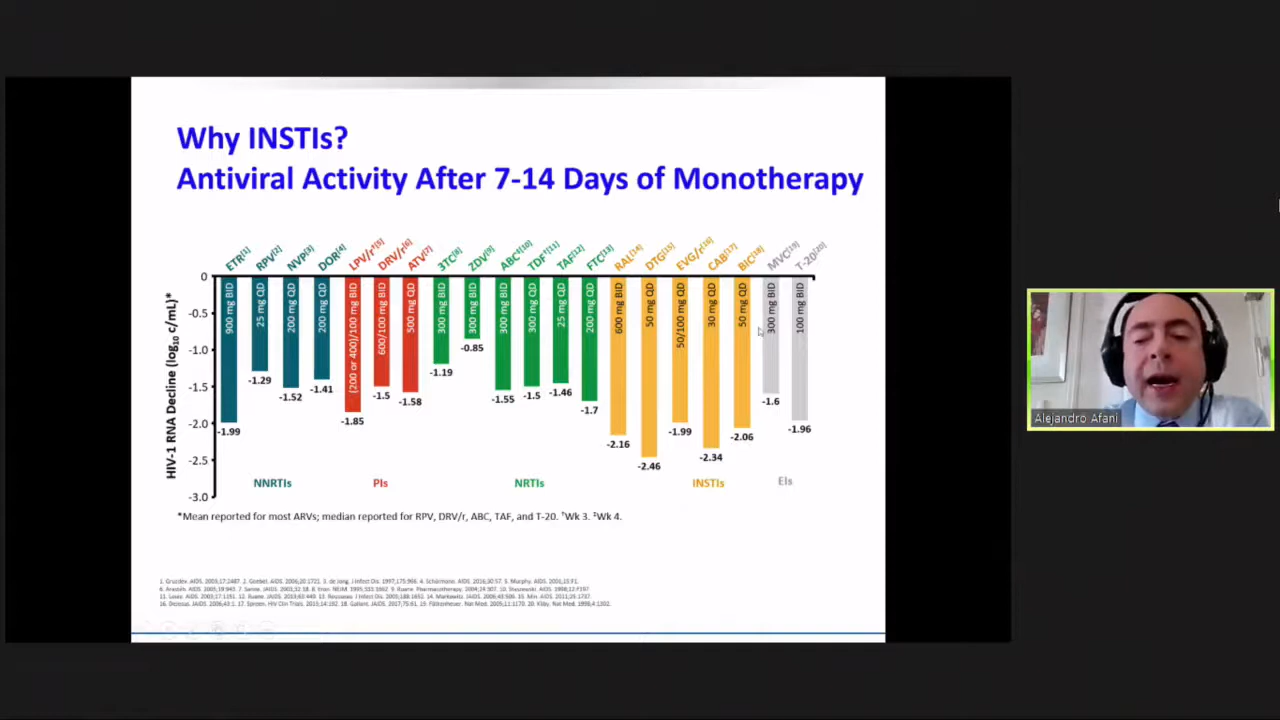 Why INSTIs?
Antiviral Activity After 7-14 Days of Monotherapy
ETR[1] RPV[2] NVP[3] DOR[4] LPV/r†[5] DRV/r[6] ATV[7] 3TC[8] ZDV[9] ABC‡[10] TDF†[11] TAF[12] FTC[13] RAL[14] DTG[15] EVG/r[16] CAB[17] BIC[18] MVC[19] T-20[20]
HIV-1 RNA Decline (log10 c/mL)*
0
-0.5
-1.0
-1.5
-2.0
-2.5
-3.0
900 mg BID 25 mg QD 200 mg QD 200 mg QD (200 or 400)/100 mg BID 600/100 mg BID 500 mg QD 300 mg BID 300 mg BID 300 mg BID 300 mg QD 25 mg QD 200 mg QD 600 mg BID 50 mg QD 50/100 mg QD 30 mg QD 50 mg QD 300 mg BID 100 mg BID
-1.99 -1.29 -1.52 -1.41 -1.85 -1.5 -1.58 -1.19 -0.85 -1.55 -1.5 -1.46 -1.7 -2.16 -2.46 -1.99 -2.34 -2.06 -1.6 -1.96
NNRTIs PIs NRTIs INSTIs EIs
*Mean reported for most ARVs; median reported for RPV, DRV/r, ABC, TAF, and T-20. †Wk 3. ‡Wk 4.
Alejandro Afani